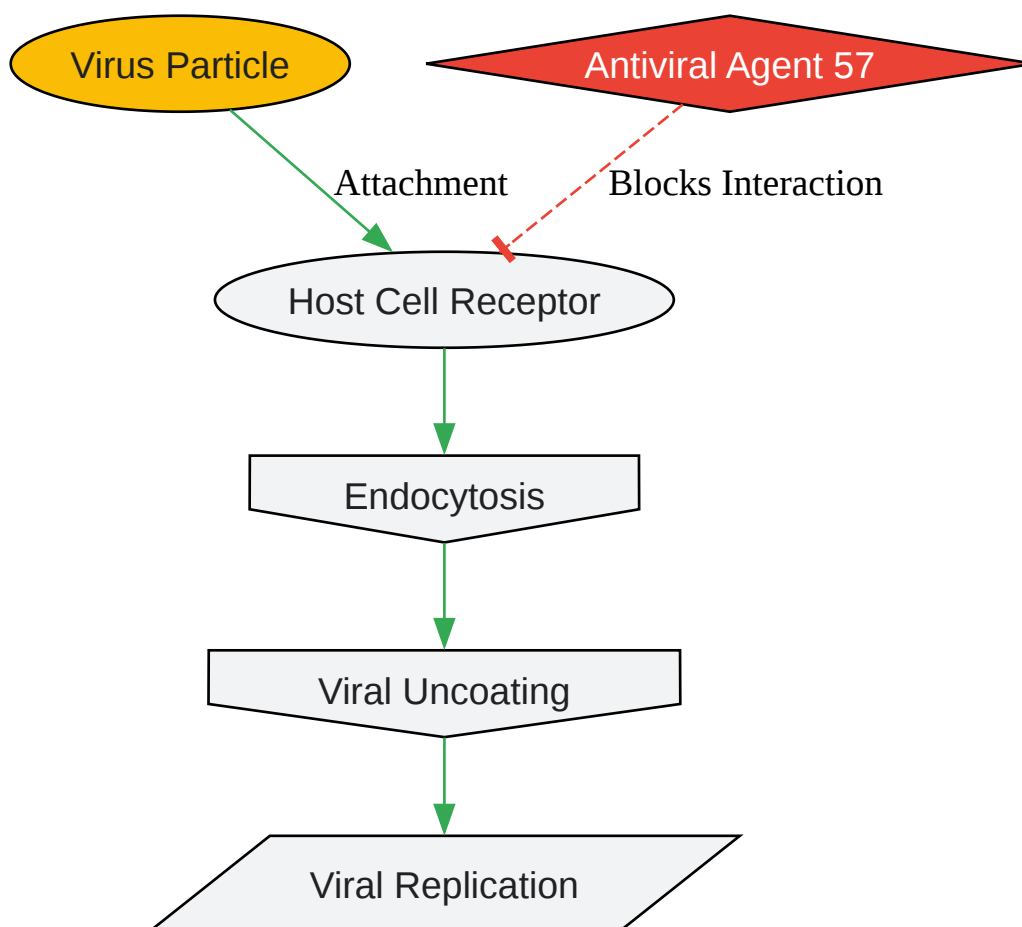 Virus Particle
Antiviral Agent 57
Attachment
Blocks Interaction
Host Cell Receptor
Endocytosis
Viral Uncoating
Viral Replication